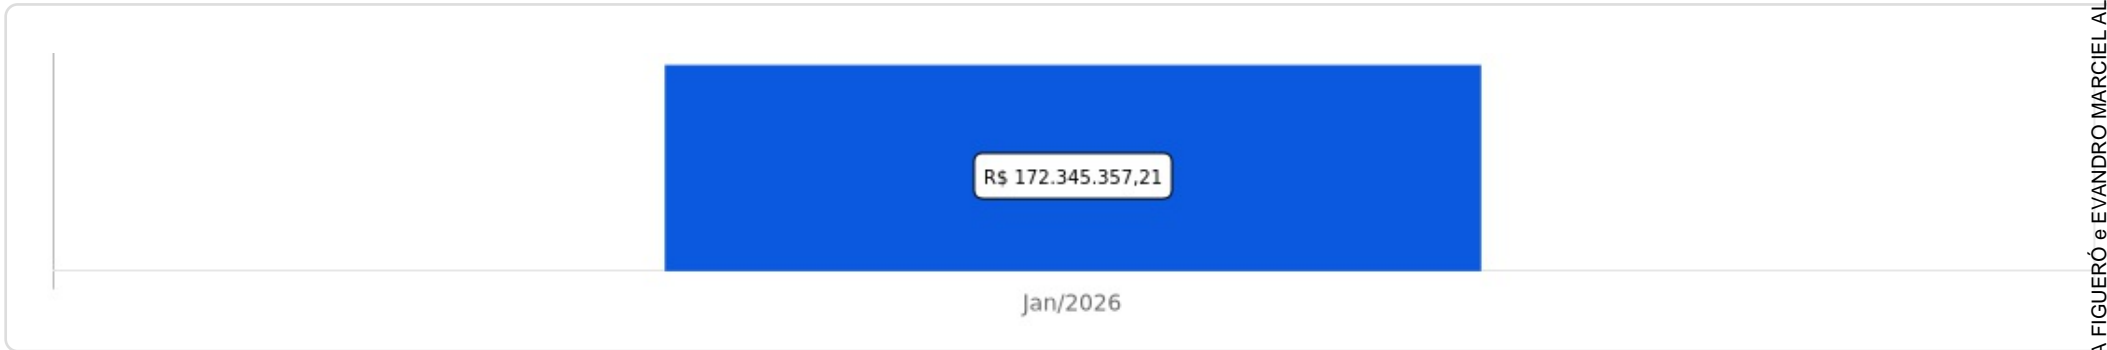 R$ 172.345.357,21
Jan/2026
A FIGUERÓ e EVANDRO MARCIEL AL